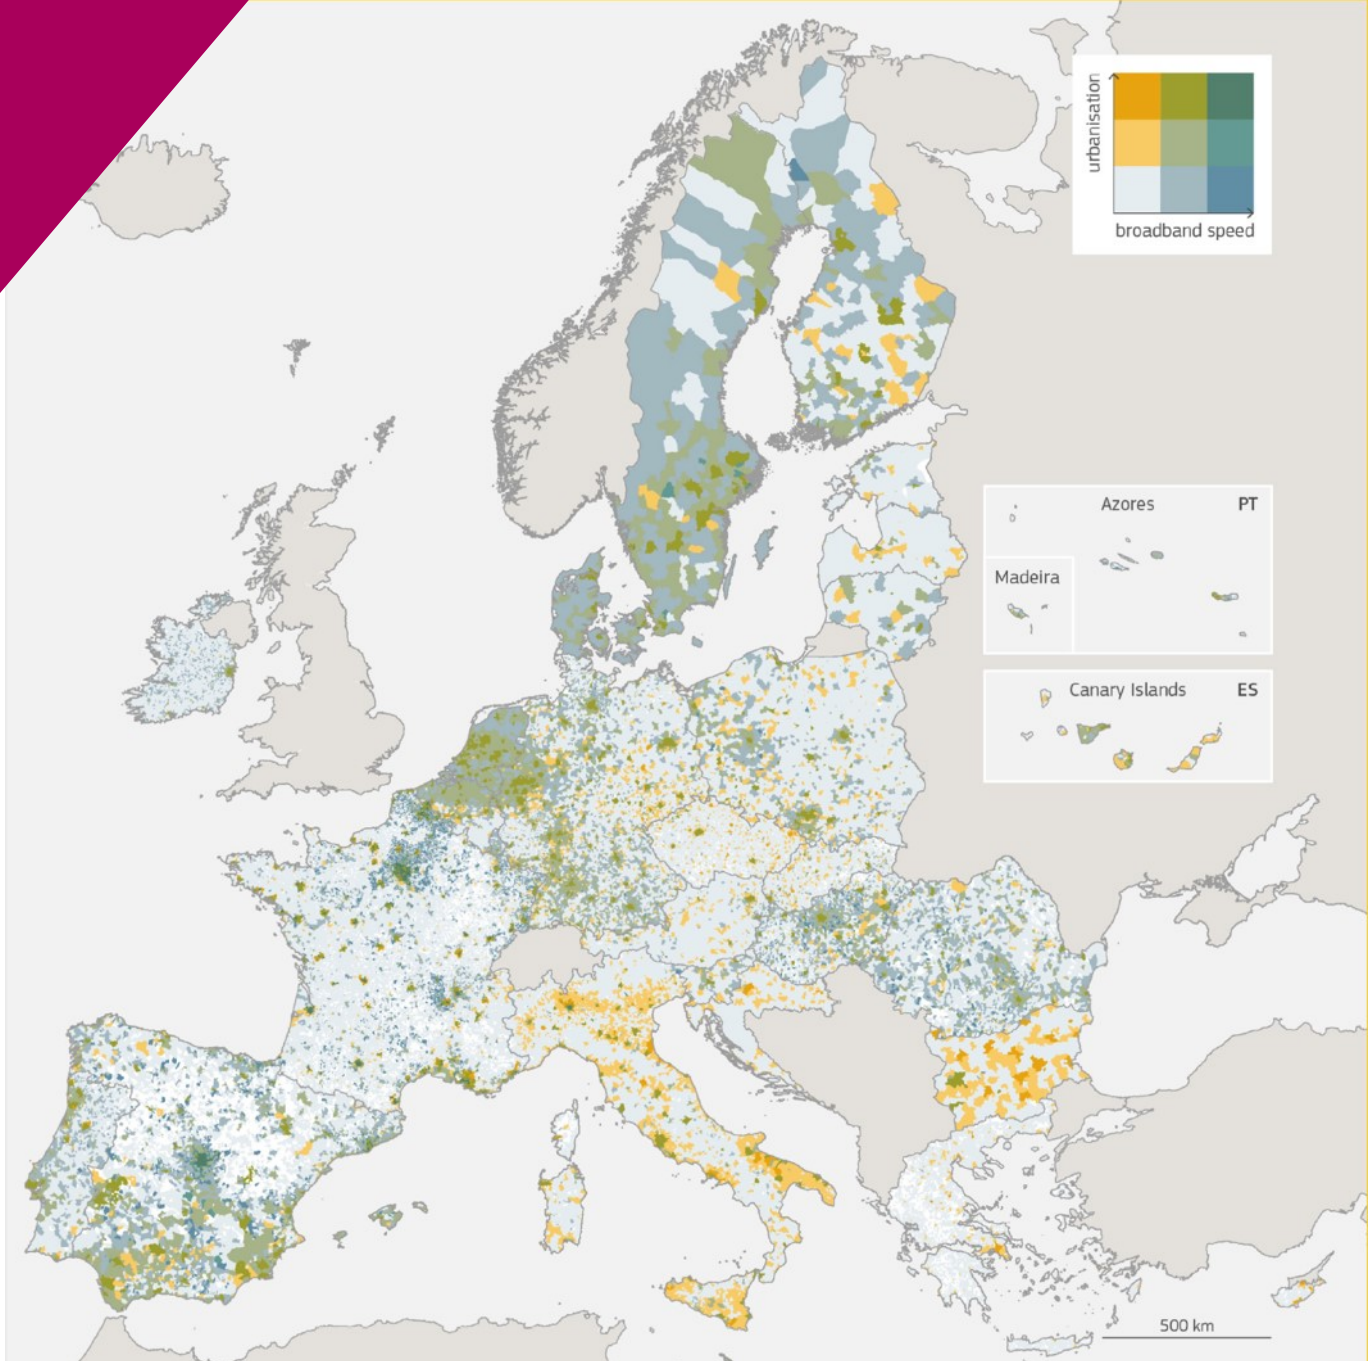 urbanisation
broadband speed
Azores PT
Madeira
Canary Islands ES
500 km